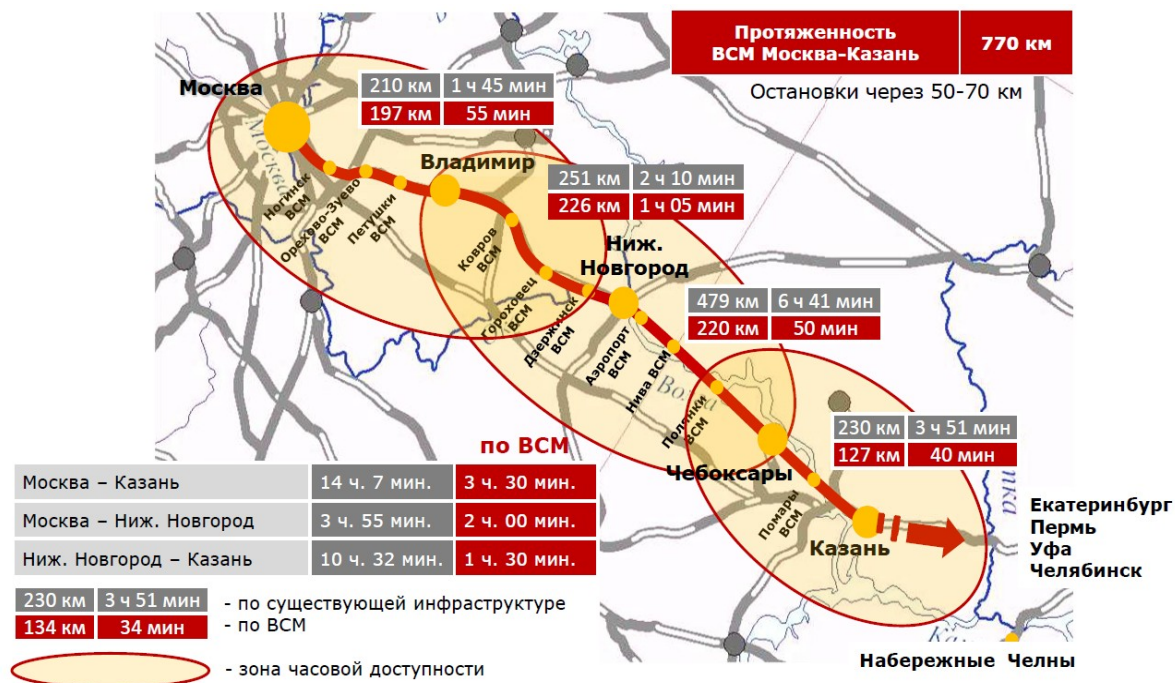 Протяженность
ВСМ Москва-Казань
770 км
Остановки через 50-70 км
Москва
210 км 1 ч 45 мин
197 км 55 мин
Москва
Владимир
251 км 2 ч 10 мин
226 км 1 ч 05 мин
Ногинск
ВСМ
Орехово-Зуево
ВСМ
Петушки
ВСМ
Ковров
ВСМ
Ниж.
Новгород
Гороховец
ВСМ
Дзержинск
ВСМ
479 км 6 ч 41 мин
220 км 50 мин
Аэропорт
ВСМ
Нива ВСМ
Волга
Полянки
ВСМ
230 км 3 ч 51 мин
127 км 40 мин
Чебоксары
Помары
ВСМ
Казань
Екатеринбург
Пермь
Уфа
Челябинск
Набережные Челны
по ВСМ
Москва – Казань 14 ч. 7 мин. 3 ч. 30 мин.
Москва – Ниж. Новгород 3 ч. 55 мин. 2 ч. 00 мин.
Ниж. Новгород – Казань 10 ч. 32 мин. 1 ч. 30 мин.
230 км 3 ч 51 мин - по существующей инфраструктуре
134 км 34 мин - по ВСМ
- зона часовой доступности